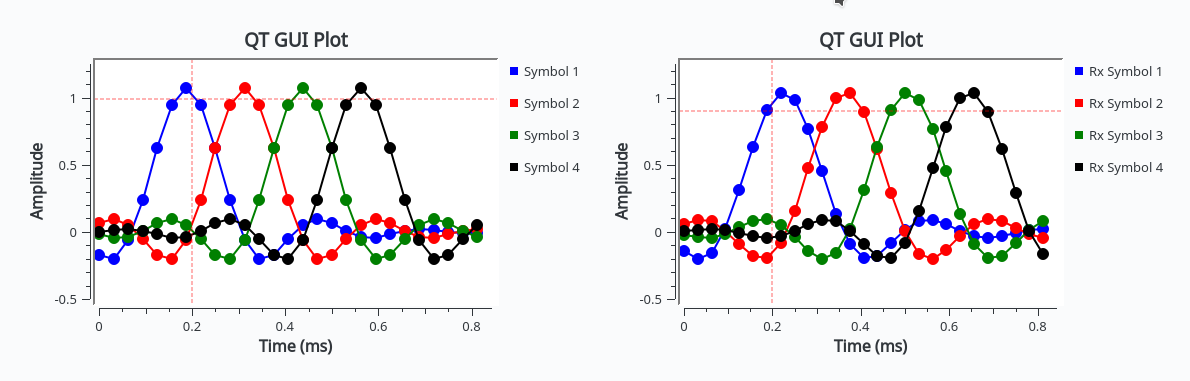 QT GUI Plot
Amplitude
1
0.5
0
-0.5
0 0.2 0.4 0.6 0.8
Time (ms)
Symbol 1
Symbol 2
Symbol 3
Symbol 4
QT GUI Plot
Amplitude
1
0.5
0
-0.5
0 0.2 0.4 0.6 0.8
Time (ms)
Rx Symbol 1
Rx Symbol 2
Rx Symbol 3
Rx Symbol 4